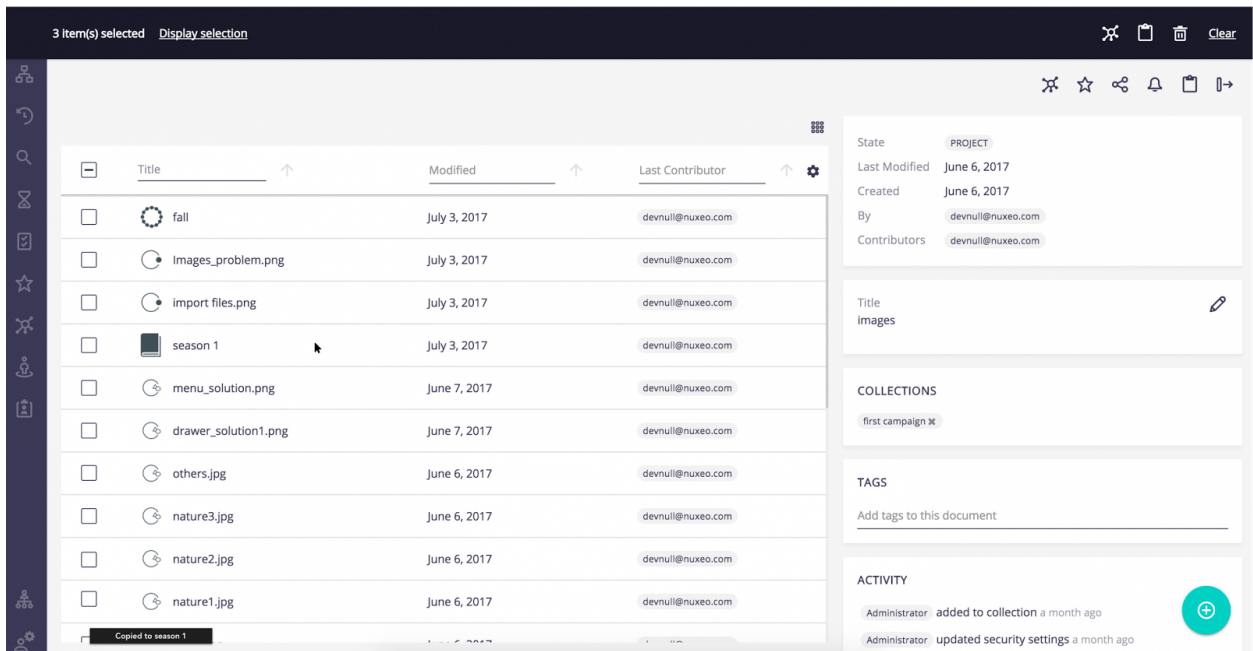 3 item(s) selected Display selection Clear
Title Modified Last Contributor
fall July 3, 2017 devnull@nuxeo.com
Images_problem.png July 3, 2017 devnull@nuxeo.com
import files.png July 3, 2017 devnull@nuxeo.com
season 1 July 3, 2017 devnull@nuxeo.com
menu_solution.png June 7, 2017 devnull@nuxeo.com
drawer_solution1.png June 7, 2017 devnull@nuxeo.com
others.jpg June 6, 2017 devnull@nuxeo.com
nature3.jpg June 6, 2017 devnull@nuxeo.com
nature2.jpg June 6, 2017 devnull@nuxeo.com
nature1.jpg June 6, 2017 devnull@nuxeo.com
Copied to season 1
State PROJECT
Last Modified June 6, 2017
Created June 6, 2017
By devnull@nuxeo.com
Contributors devnull@nuxeo.com
Title
images
COLLECTIONS
first campaign
TAGS
Add tags to this document
ACTIVITY
Administrator added to collection a month ago
Administrator updated security settings a month ago